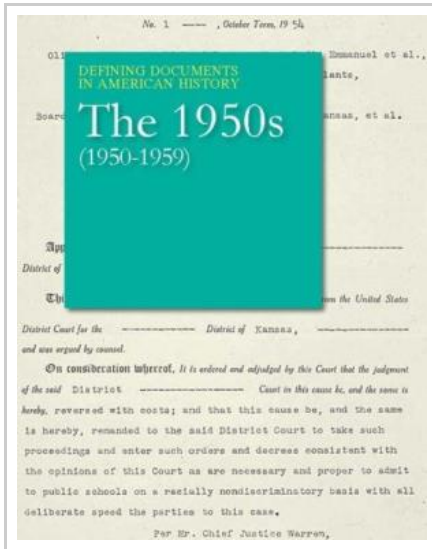 No. 1 ---- , October Term, 19 54
Oli Emmanuel et al.,
lants,
DEFINING DOCUMENTS
IN AMERICAN HISTORY
Board ansas, et al.
The 1950s
(1950-1959)
App
District of
Thi om the United States
District Court for the District of Kansas,
and was argued by counsel.
On consideration whereof, It is ordered and adjudged by this Court that the judgment
of the said District Court in this cause be, and the same is
hereby, reversed with costs; and that this cause be, and the same
is hereby, remanded to the said District Court to take such
proceedings and enter such orders and decrees consistent with
the opinions of this Court as are necessary and proper to admit
to public schools on a racially nondiscriminatory basis with all
deliberate speed the parties to this case.
Per Mr. Chief Justice Warren,